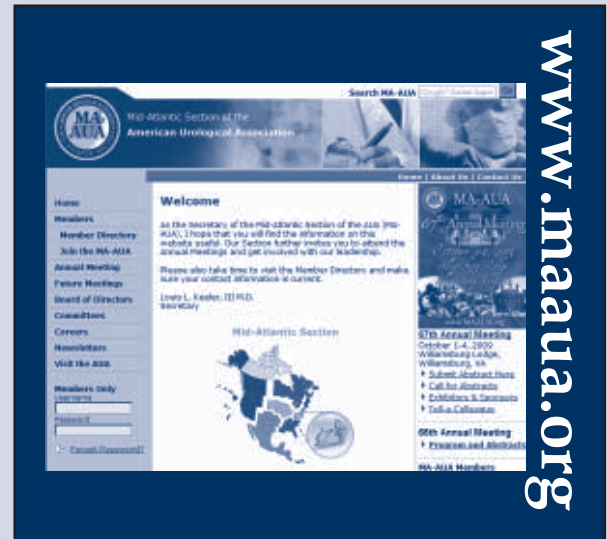 www.maaua.org
Search MA-AUA
MA-AUA
Mid-Atlantic Section of the
American Urological Association
Home | About Us | Contact Us
Home
Members
Member Directory
Join the MA-AUA
Annual Meeting
Future Meetings
Board of Directors
Committees
Careers
Newsletters
Visit the AUA
Members Only
Username
Password
Forgot Password?
Welcome
As the Secretary of the Mid-Atlantic Section of the AUA (MA-
AUA), I hope that you will find the information on this
website useful. Our Section further invites you to attend the
annual Meetings and get involved with our leadership.
Please also take time to visit the Member Directory and make
sure your contact information is current.
Secretary
Mid-Atlantic Section
MA-AUA
67th Annual Meeting
67th Annual Meeting
October 1-4, 2009
Williamsburg Lodge,
Williamsburg, VA
Submit Abstract Here
Call for Abstracts
Exhibitors & Sponsors
Tell-a-Colleague
66th Annual Meeting
Program and Abstracts
MA-AUA Members